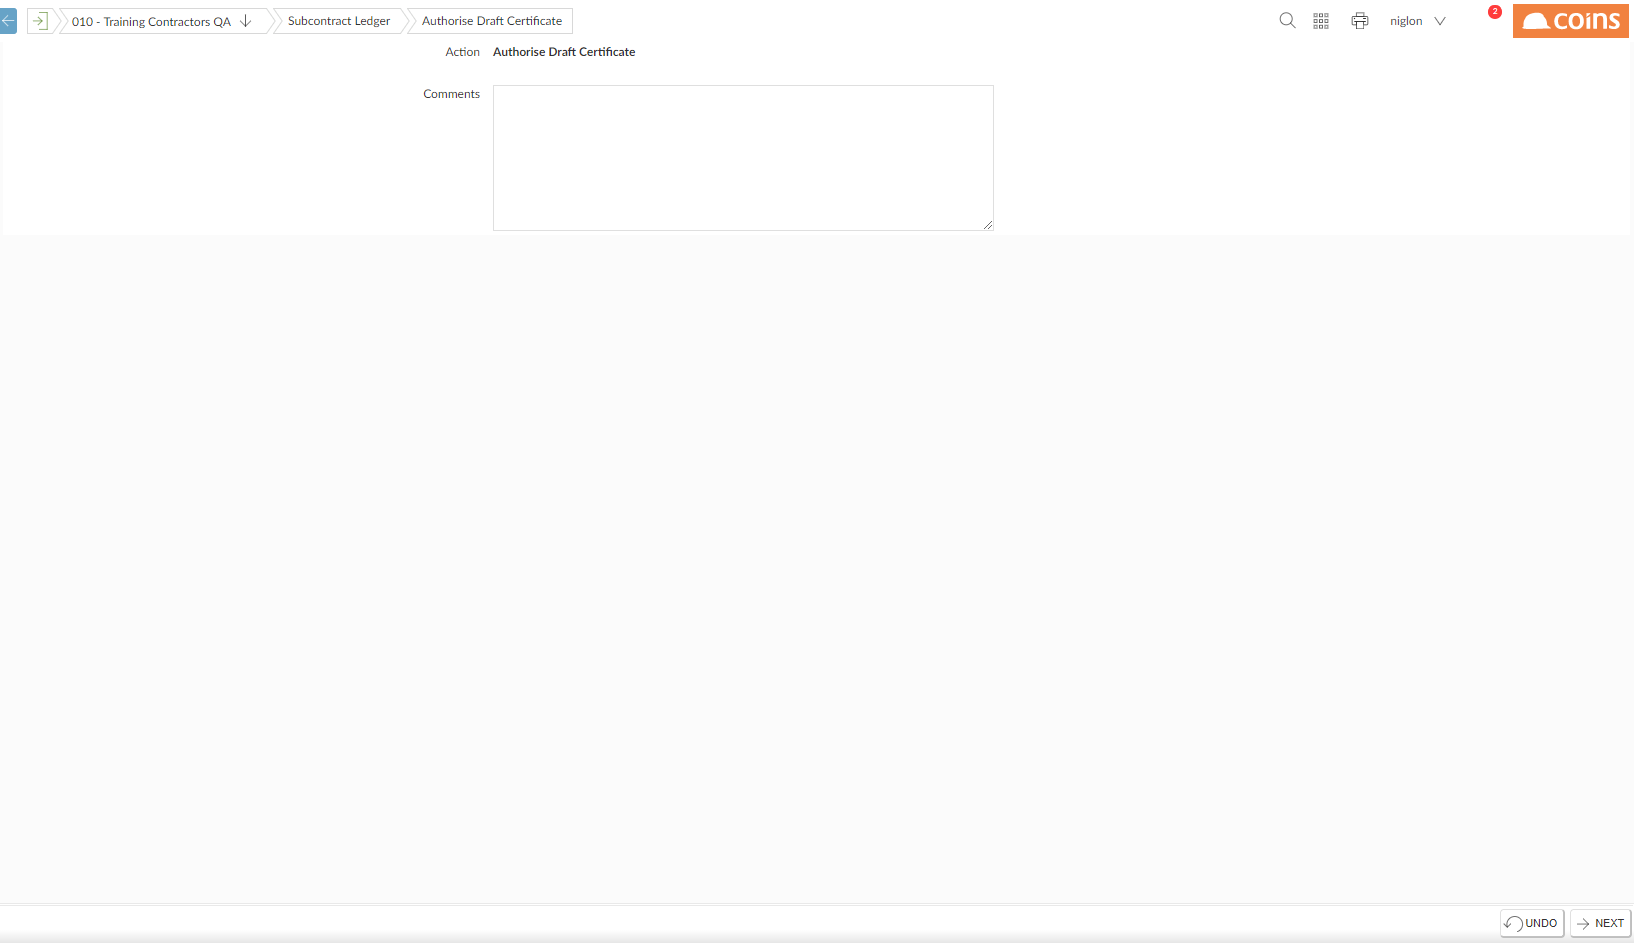 010 - Training Contractors QA
Subcontract Ledger
Authorise Draft Certificate
niglon
2
coins
Action
Authorise Draft Certificate
Comments
UNDO
NEXT